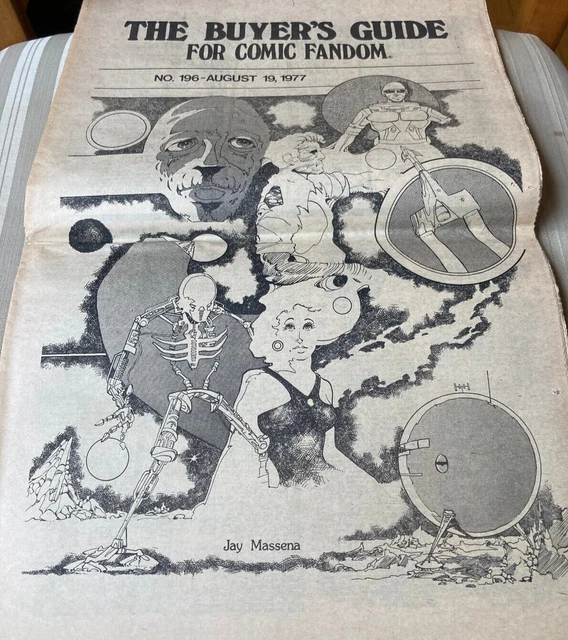 THE BUYER'S GUIDE
FOR COMIC FANDOM
NO. 196–AUGUST 19, 1977
Jay Massena